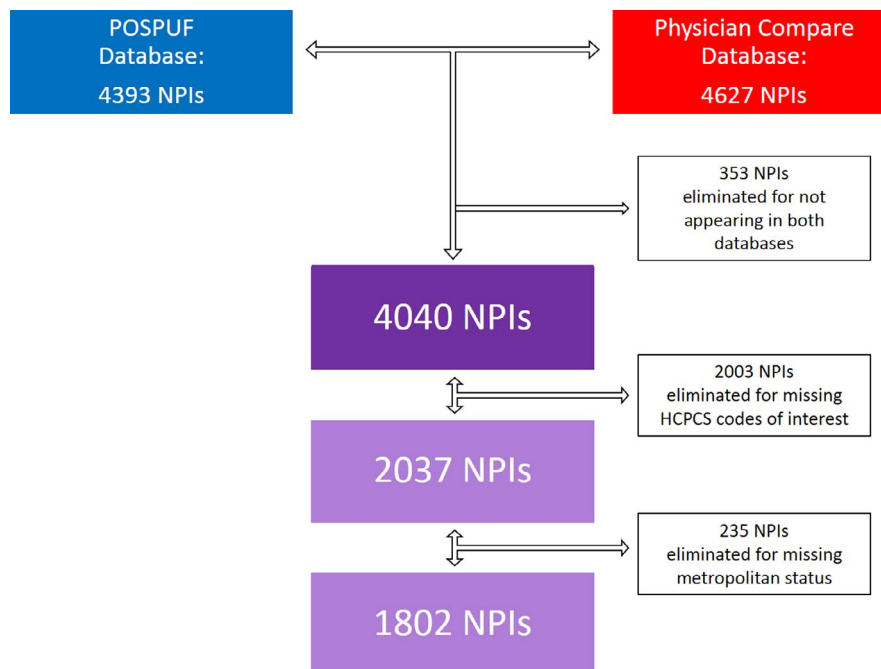 POSPUF
Database:
4393 NPIs
Physician Compare
Database:
4627 NPIs
353 NPIs
eliminated for not
appearing in both
databases
4040 NPIs
2003 NPIs
eliminated for missing
HCPCS codes of interest
2037 NPIs
235 NPIs
eliminated for missing
metropolitan status
1802 NPIs